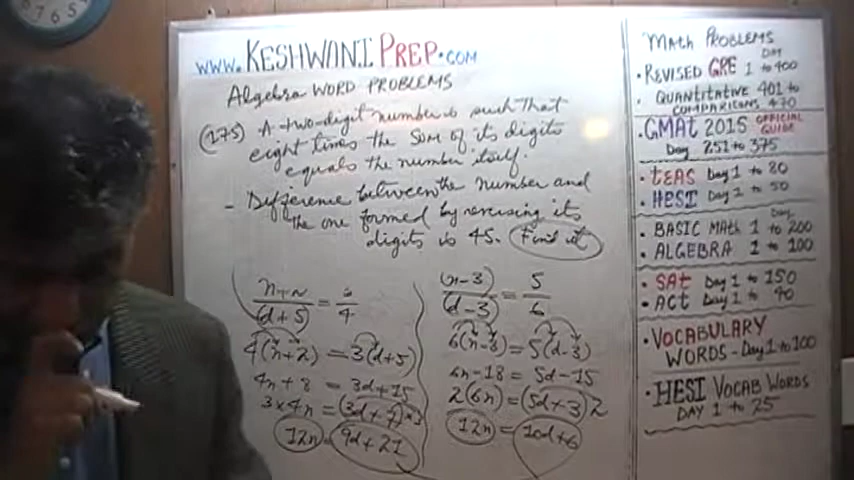 www.KESHWANIPREP.COM
Algebra WORD PROBLEMS
(175) A two-digit number is such that
eight times the sum of its digits
equals the number itself.
- Difference between the number and
the one formed by reversing its
digits is 45. Find it
(d+5) = 4
4(n+2) = 3(d+5)
4n + 8 = 3d+15
3×4n = (3d+7)×3
12n = 9d+21
(n-3) 5
(d-3) = 6
6(n-3) = 5(d-3)
6n-18 = 5d-15
2(6n) = (5d+3)2
12n = 10d+6
MATH PROBLEMS
DAY
• REVISED GRE 1 to 400
• QUANTITATIVE 401 to
COMPARICONS 470
• GMAT 2015 OFFICIAL GUIDE
Day 251 to 375
• TEAS Day 1 to 80
• HESI Day 1 to 50
DAY
• BASIC MATH 1 to 200
• ALGEBRA 1 to 100
• SAT Day 1 to 150
• ACT Day 1 to 90
• VOCABULARY
WORDS - Day 1 to 100
• HESI VOCAB WORDS
DAY 1 to 25
7 6 5